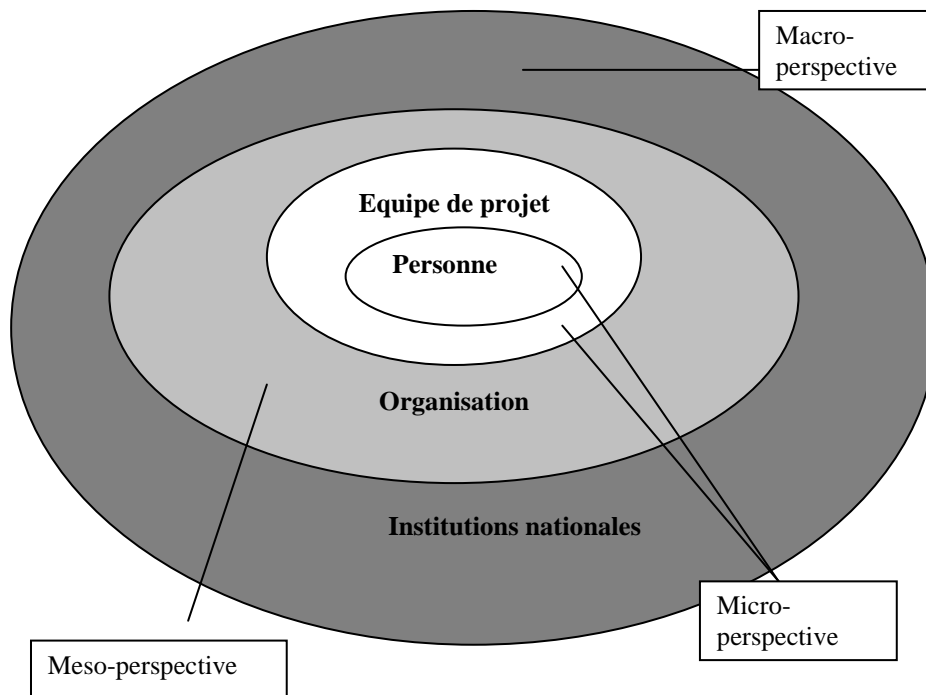 Macro-
perspective
Equipe de projet
Personne
Organisation
Institutions nationales
Micro-
perspective
Meso-perspective